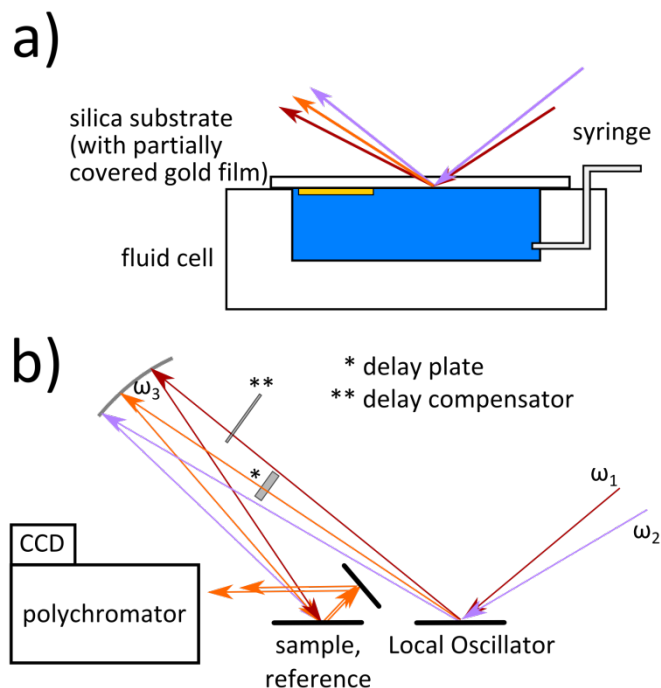 a)
silica substrate
(with partially
covered gold film)
syringe
fluid cell
b)
* delay plate
** delay compensator
ω3
**
*
ω1
ω2
CCD
polychromator
sample,
reference
Local Oscillator